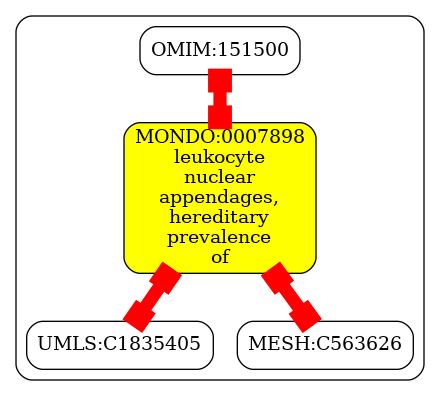 OMIM:151500
MONDO:0007898
leukocyte
nuclear
appendages,
hereditary
prevalence
of
UMLS:C1835405
MESH:C563626